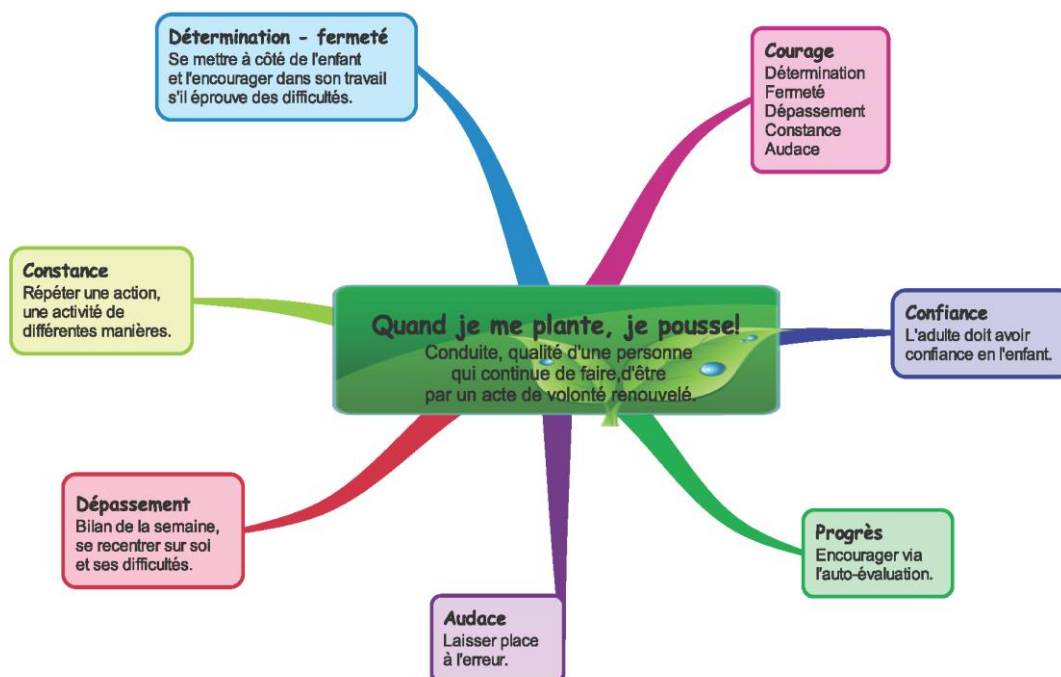 Détermination - fermeté
Se mettre à côté de l'enfant
et l'encourager dans son travail
s'il éprouve des difficultés.
Courage
Détermination
Fermeté
Dépassement
Constance
Audace
Constance
Répéter une action,
une activité de
différentes manières.
Quand je me plante, je pousse!
Conduite, qualité d'une personne
qui continue de faire,d'être
par un acte de volonté renouvelé.
Confiance
L'adulte doit avoir
confiance en l'enfant.
Dépassement
Bilan de la semaine,
se recentrer sur soi
et ses difficultés.
Progrès
Encourager via
l'auto-évaluation.
Audace
Laisser place
à l'erreur.